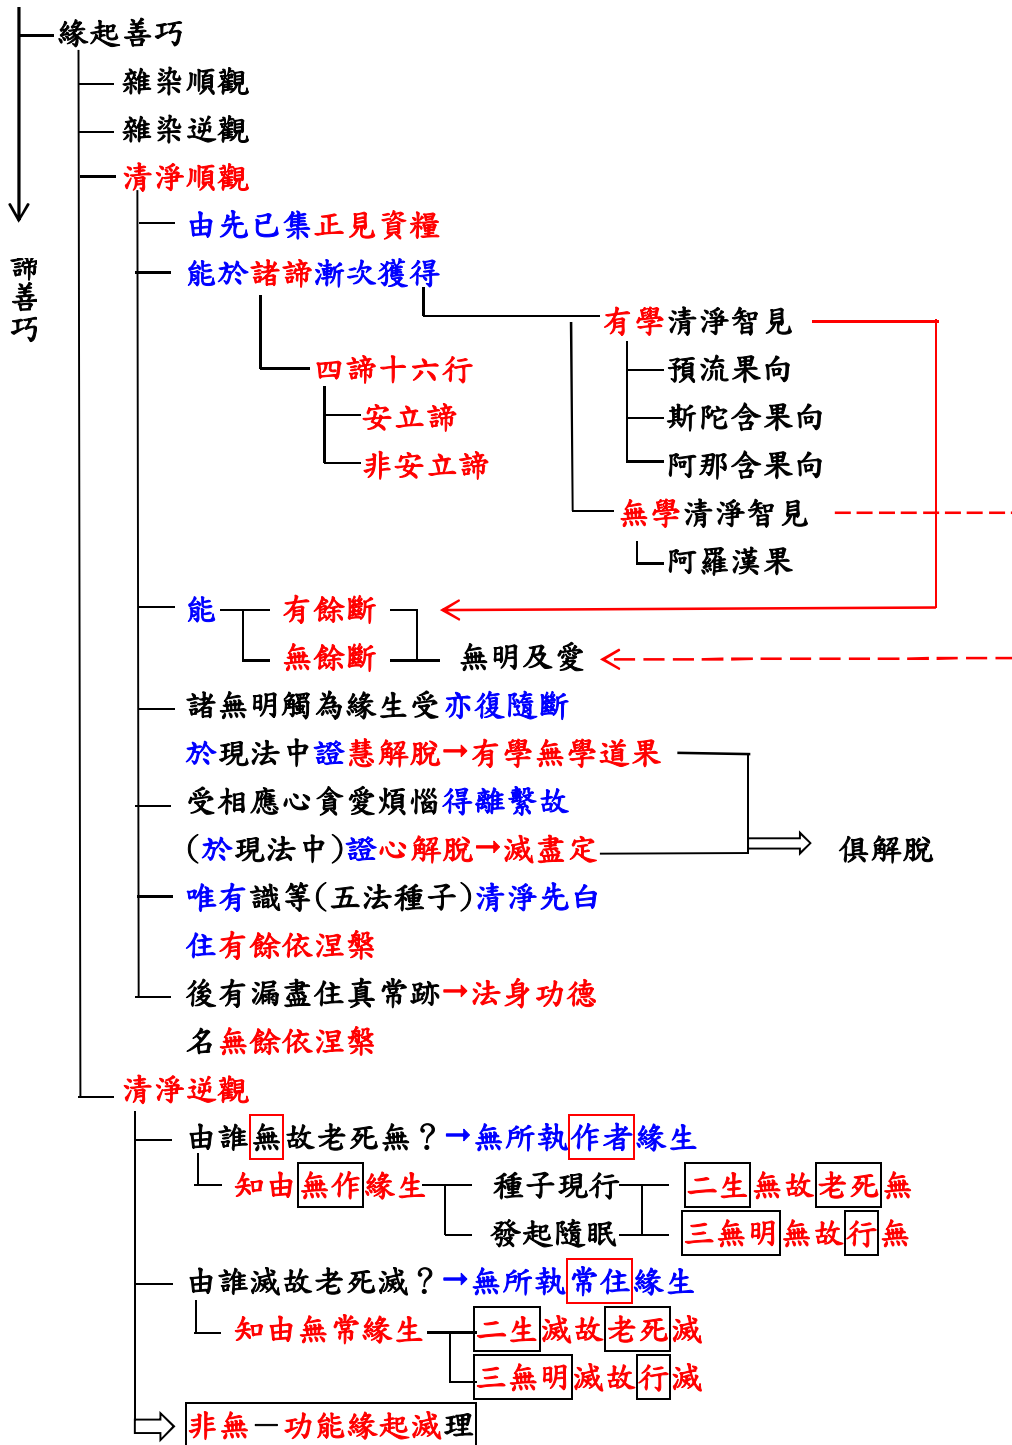 緣起善巧
雜染順觀
雜染逆觀
清淨順觀
由先已集正見資糧
諦善巧
能於諸諦漸次獲得
有學清淨智見
四諦十六行
預流果向
安立諦
斯陀含果向
非安立諦
阿那含果向
無學清淨智見
阿羅漢果
能
有餘斷
無餘斷
無明及愛
諸無明觸為緣生受亦復隨斷
於現法中證慧解脫→有學無學道果
受相應心貪愛煩惱得離繫故
(於現法中)證心解脫→滅盡定
俱解脫
唯有識等(五法種子)清淨先白
住有餘依涅槃
後有漏盡住真常跡→法身功德
名無餘依涅槃
清淨逆觀
由誰無故老死無？→無所執作者緣生
知由無作緣生
種子現行
二生無故老死無
發起隨眠
三無明無故行無
由誰滅故老死滅？→無所執常住緣生
知由無常緣生
二生滅故老死滅
三無明滅故行滅
非無－功能緣起滅理